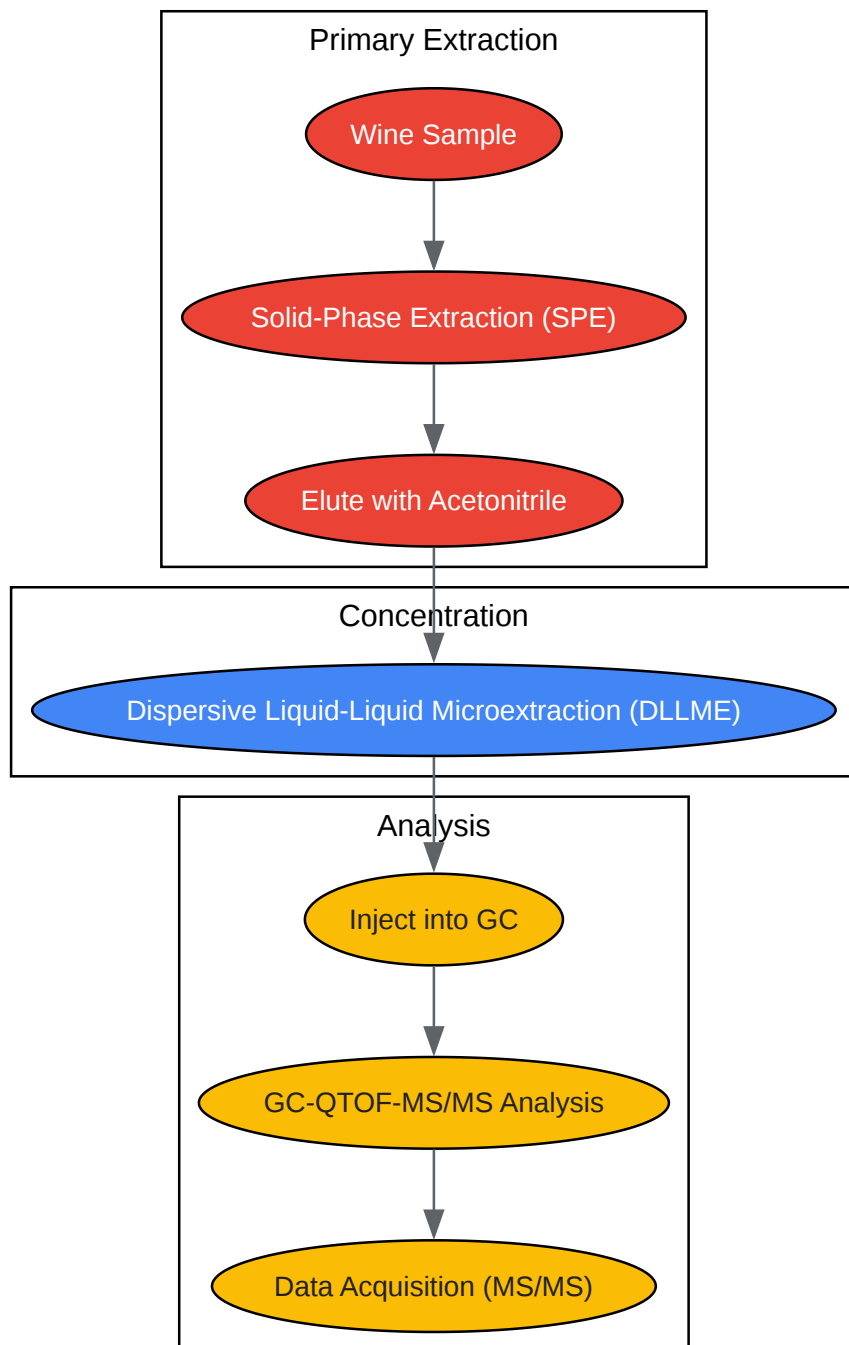 Primary Extraction
Wine Sample
Solid-Phase Extraction (SPE)
Elute with Acetonitrile
Concentration
Dispersive Liquid-Liquid Microextraction (DLLME)
Analysis
Inject into GC
GC-QTOF-MS/MS Analysis
Data Acquisition (MS/MS)